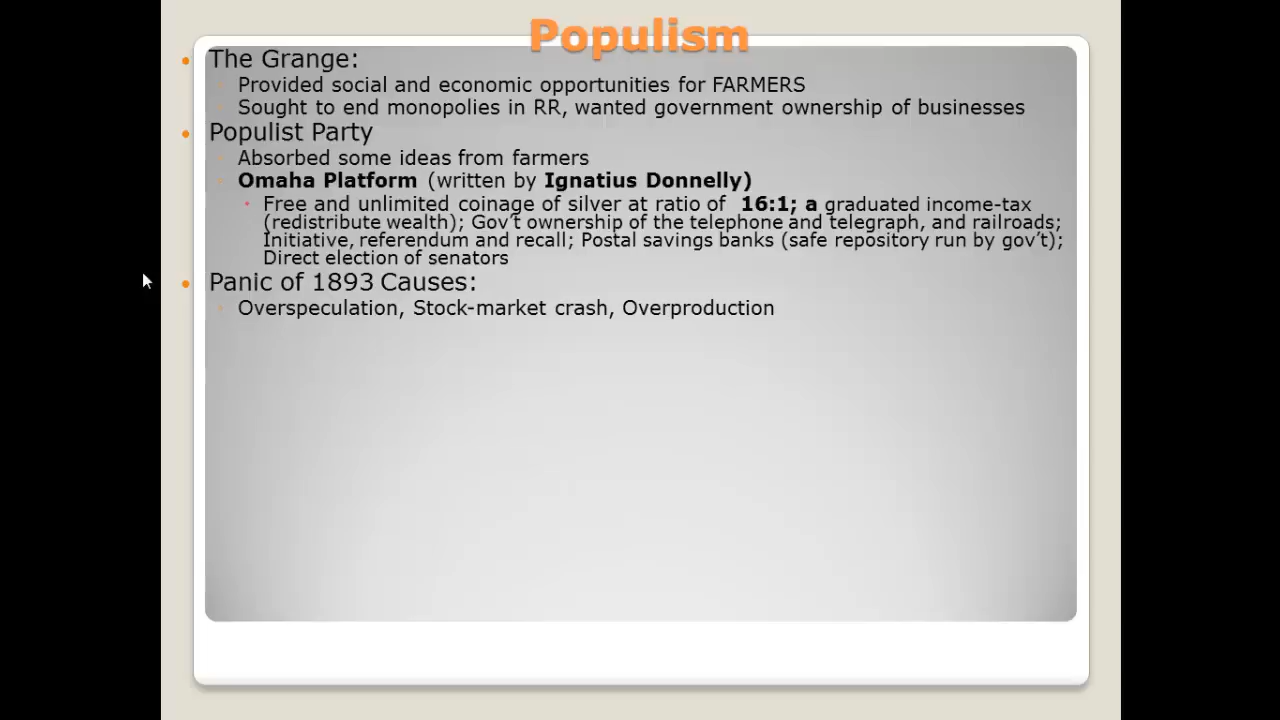 Populism
The Grange:
Provided social and economic opportunities for FARMERS
Sought to end monopolies in RR, wanted government ownership of businesses
Populist Party
Absorbed some ideas from farmers
Omaha Platform (written by Ignatius Donnelly)
Free and unlimited coinage of silver at ratio of 16:1; a graduated income-tax
(redistribute wealth); Gov't ownership of the telephone and telegraph, and railroads;
Initiative, referendum and recall; Postal savings banks (safe repository run by gov't);
Direct election of senators
Panic of 1893 Causes:
Overspeculation, Stock-market crash, Overproduction